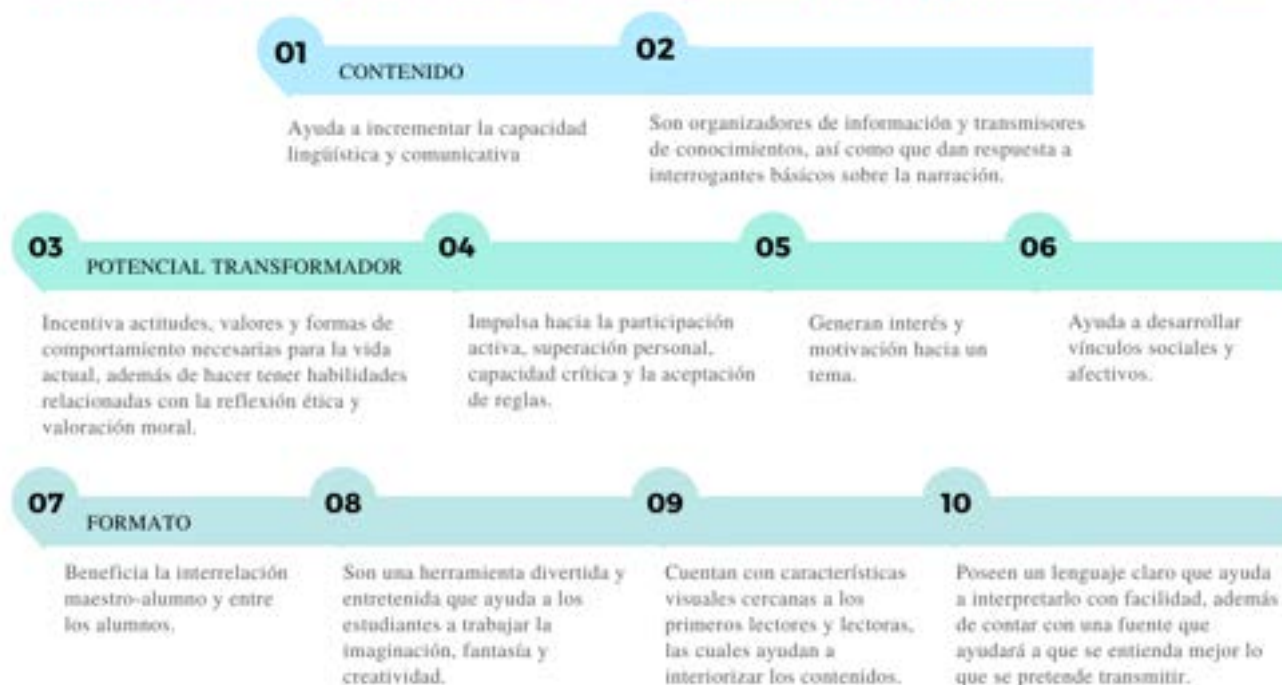 01
CONTENIDO
Ayuda a incrementar la capacidad
lingüística y comunicativa
02
Son organizadores de información y transmisores
de conocimientos, así como que dan respuesta a
interrogantes básicos sobre la narración.
03
POTENCIAL TRANSFORMADOR
Incentiva actitudes, valores y formas de
comportamiento necesarias para la vida
actual, además de hacer tener habilidades
relacionadas con la reflexión ética y
valoración moral.
04
Impulsa hacia la participación
activa, superación personal,
capacidad crítica y la aceptación
de reglas.
05
Generan interés y
motivación hacia un
tema.
06
Ayuda a desarrollar
vínculos sociales y
afectivos.
07
FORMATO
Beneficia la interrelación
maestro-alumno y entre
los alumnos.
08
Son una herramienta divertida y
entretenida que ayuda a los
estudiantes a trabajar la
imaginación, fantasía y
creatividad.
09
Cuentan con características
visuales cercanas a los
primeros lectores y lectoras,
las cuales ayudan a
interiorizar los contenidos.
10
Poseen un lenguaje claro que ayuda
a interpretarlo con facilidad, además
de contar con una fuente que
ayudará a que se entienda mejor lo
que se pretende transmitir.